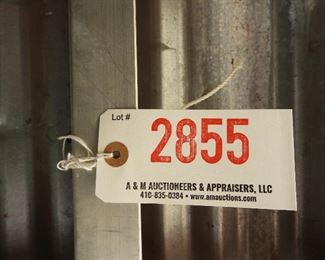 Lot #
2855
A & M AUCTIONEERS & APPRAISERS, LLC
410-835-0384 • www.amauctions.com